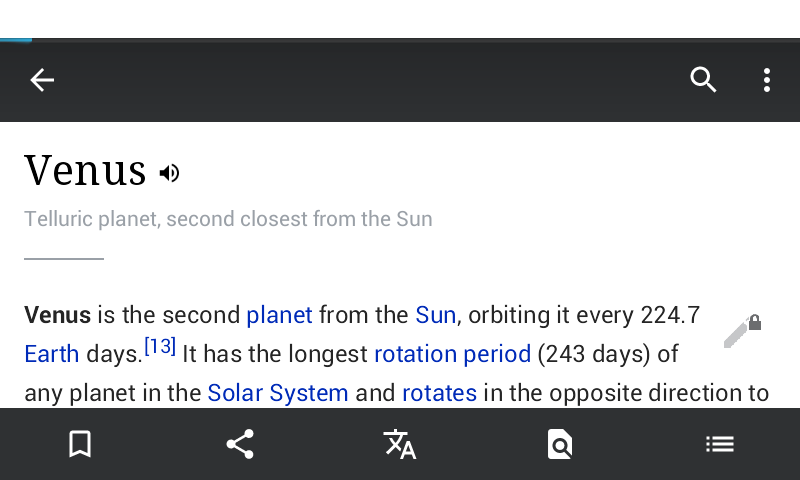 Venus
Telluric planet, second closest from the Sun
Venus is the second planet from the Sun, orbiting it every 224.7
Earth days.[13] It has the longest rotation period (243 days) of
any planet in the Solar System and rotates in the opposite direction to